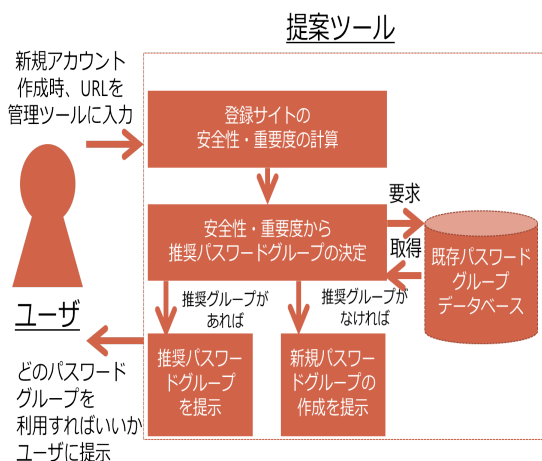 提案ツール
新規アカウント
作成時、URLを
管理ツールに入力
登録サイトの
安全性・重要度の計算
安全性・重要度から
推奨パスワードグループの決定
要求
取得
既存パスワード
グループ
データベース
ユーザ
推奨グループが
あれば
推奨グループが
なければ
推奨パスワー
ドグループ
を提示
新規パスワー
ドグループの
作成を提示
どのパスワード
グループを
利用すればいいか
ユーザに提示